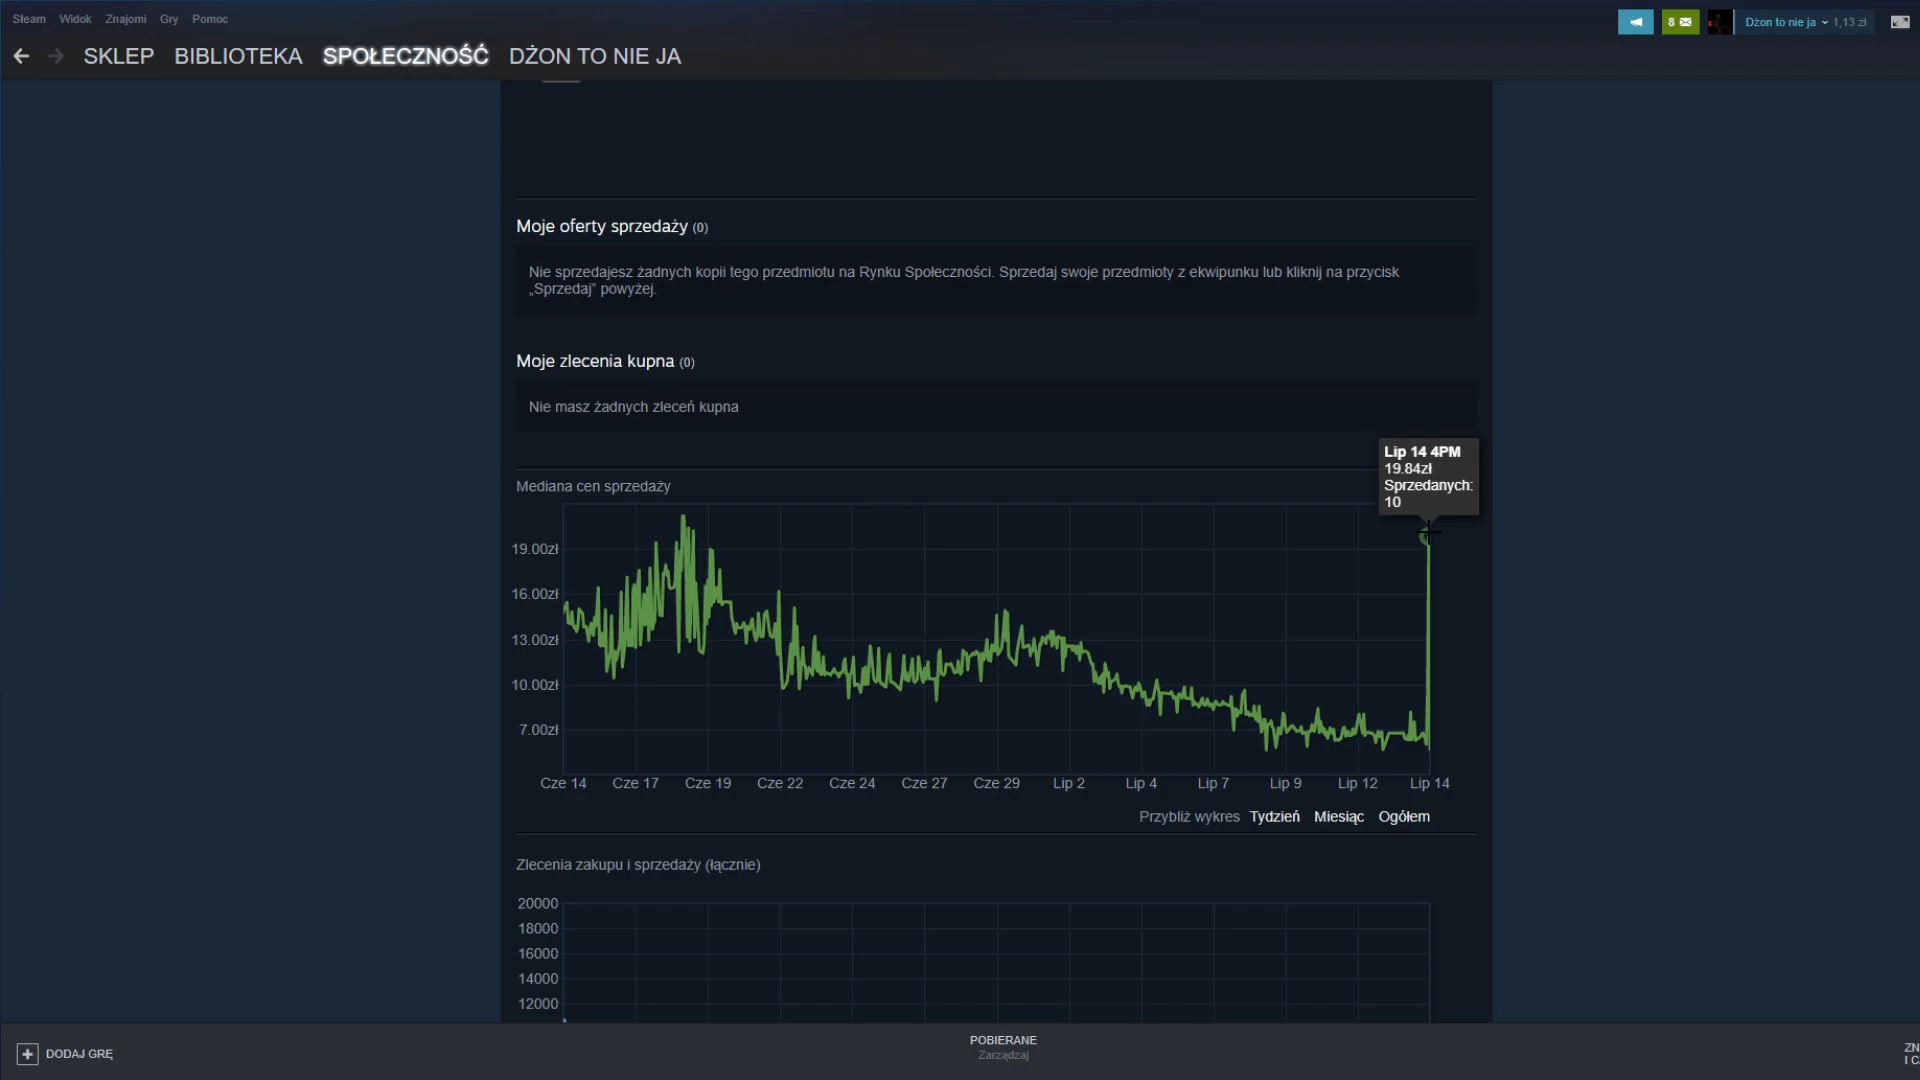 Steam Widok Znajomi Gry Pomoc
8 Dżon to nie ja 1,13 zł
SKLEP BIBLIOTEKA SPOŁECZNOŚĆ DŻON TO NIE JA
Moje oferty sprzedaży (0)
Nie sprzedajesz żadnych kopii tego przedmiotu na Rynku Społeczności. Sprzedaj swoje przedmioty z ekwipunku lub kliknij na przycisk
„Sprzedaj” powyżej.
Moje zlecenia kupna (0)
Nie masz żadnych zleceń kupna
Lip 14 4PM
19.84zł
Sprzedanych:
10
Mediana cen sprzedaży
19.00zł
16.00zł
13.00zł
10.00zł
7.00zł
Cze 14 Cze 17 Cze 19 Cze 22 Cze 24 Cze 27 Cze 29 Lip 2 Lip 4 Lip 7 Lip 9 Lip 12 Lip 14
Przybliż wykres Tydzień Miesiąc Ogółem
Zlecenia zakupu i sprzedaży (łącznie)
20000
18000
16000
14000
12000
DODAJ GRĘ
POBIERANE
Zarządzaj
ZN
I C